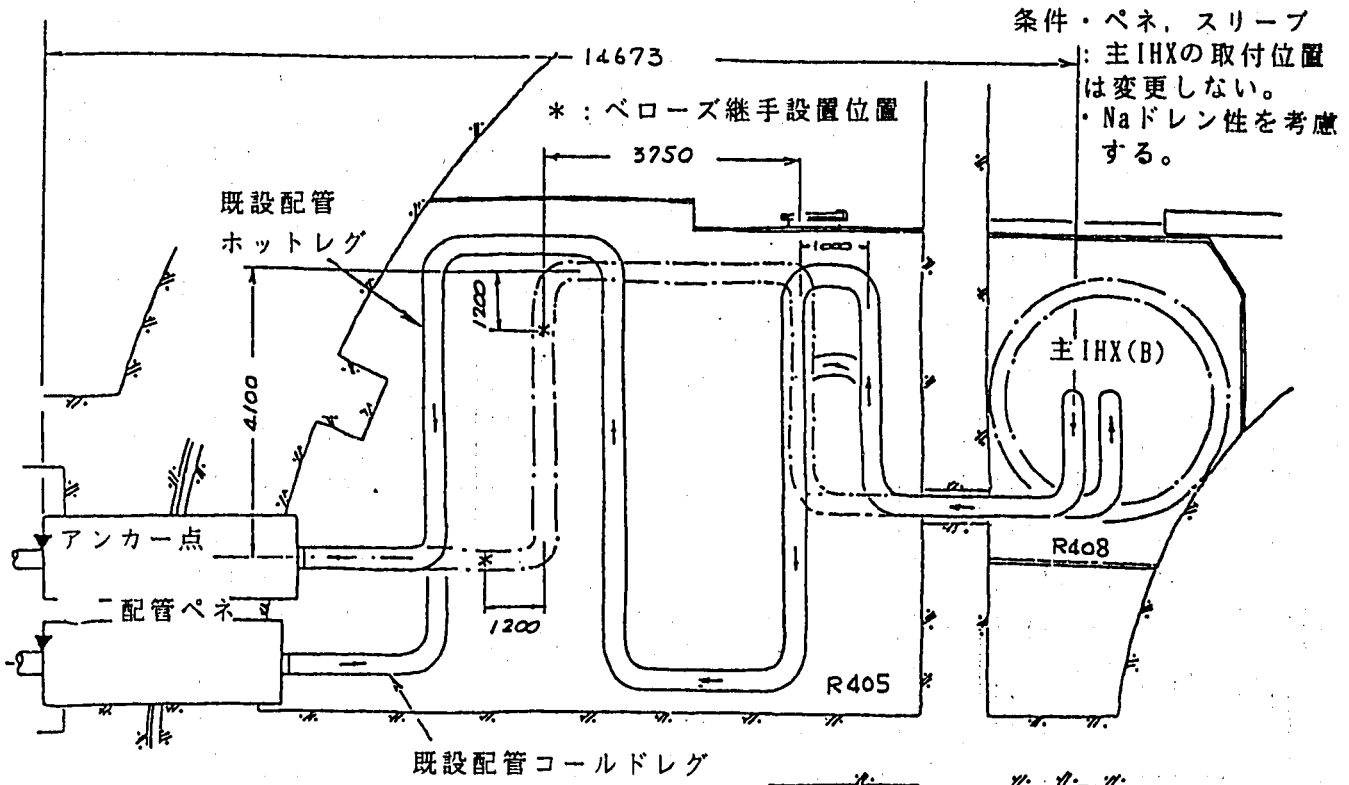 条件・ペネ, スリーブ
: 主IHXの取付位置
は変更しない。
・Naドレン性を考慮
する。
14673
* : ベローズ継手設置位置
3750
既設配管
ホットレグ
1000
1200
*
4100
主IHX(B)
アンカー点
*
R408
配管ペネ
1200
R405
既設配管コールドレグ